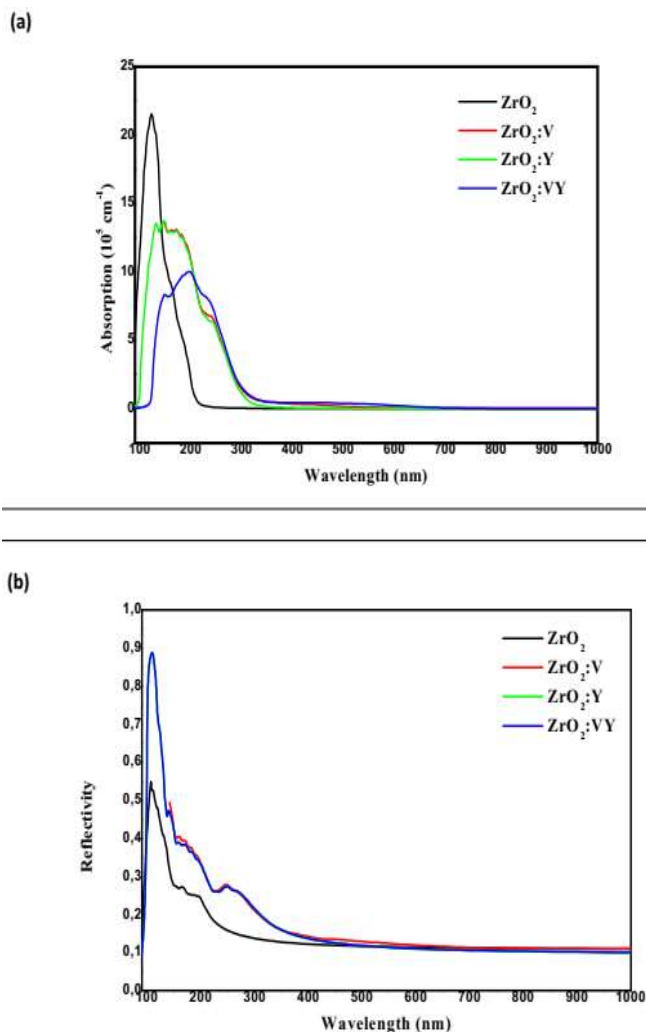 (a)
25
20
15
10
5
0
Absorption (10⁵ cm⁻¹)
ZrO₂
ZrO₂:V
ZrO₂:Y
ZrO₂:VY
100 200 300 400 500 600 700 800 900 1000
Wavelength (nm)
(b)
1,0
0,9
0,8
0,7
0,6
0,5
0,4
0,3
0,2
0,1
0,0
Reflectivity
ZrO₂
ZrO₂:V
ZrO₂:Y
ZrO₂:VY
100 200 300 400 500 600 700 800 900 1000
Wavelength (nm)